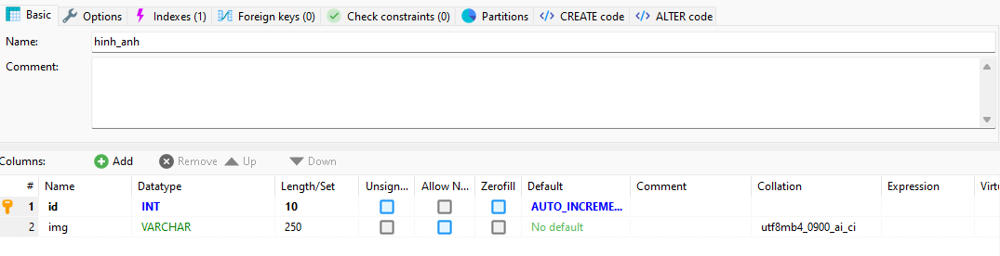 Basic Options Indexes (1) Foreign keys (0) Check constraints (0) Partitions CREATE code ALTER code
Name: hinh_anh
Comment:
Columns: Add Remove Up Down
# Name Datatype Length/Set Unsign... Allow N... Zerofill Default Comment Collation Expression Virtu
1 id INT 10 AUTO_INCREME...
2 img VARCHAR 250 No default utf8mb4_0900_ai_ci